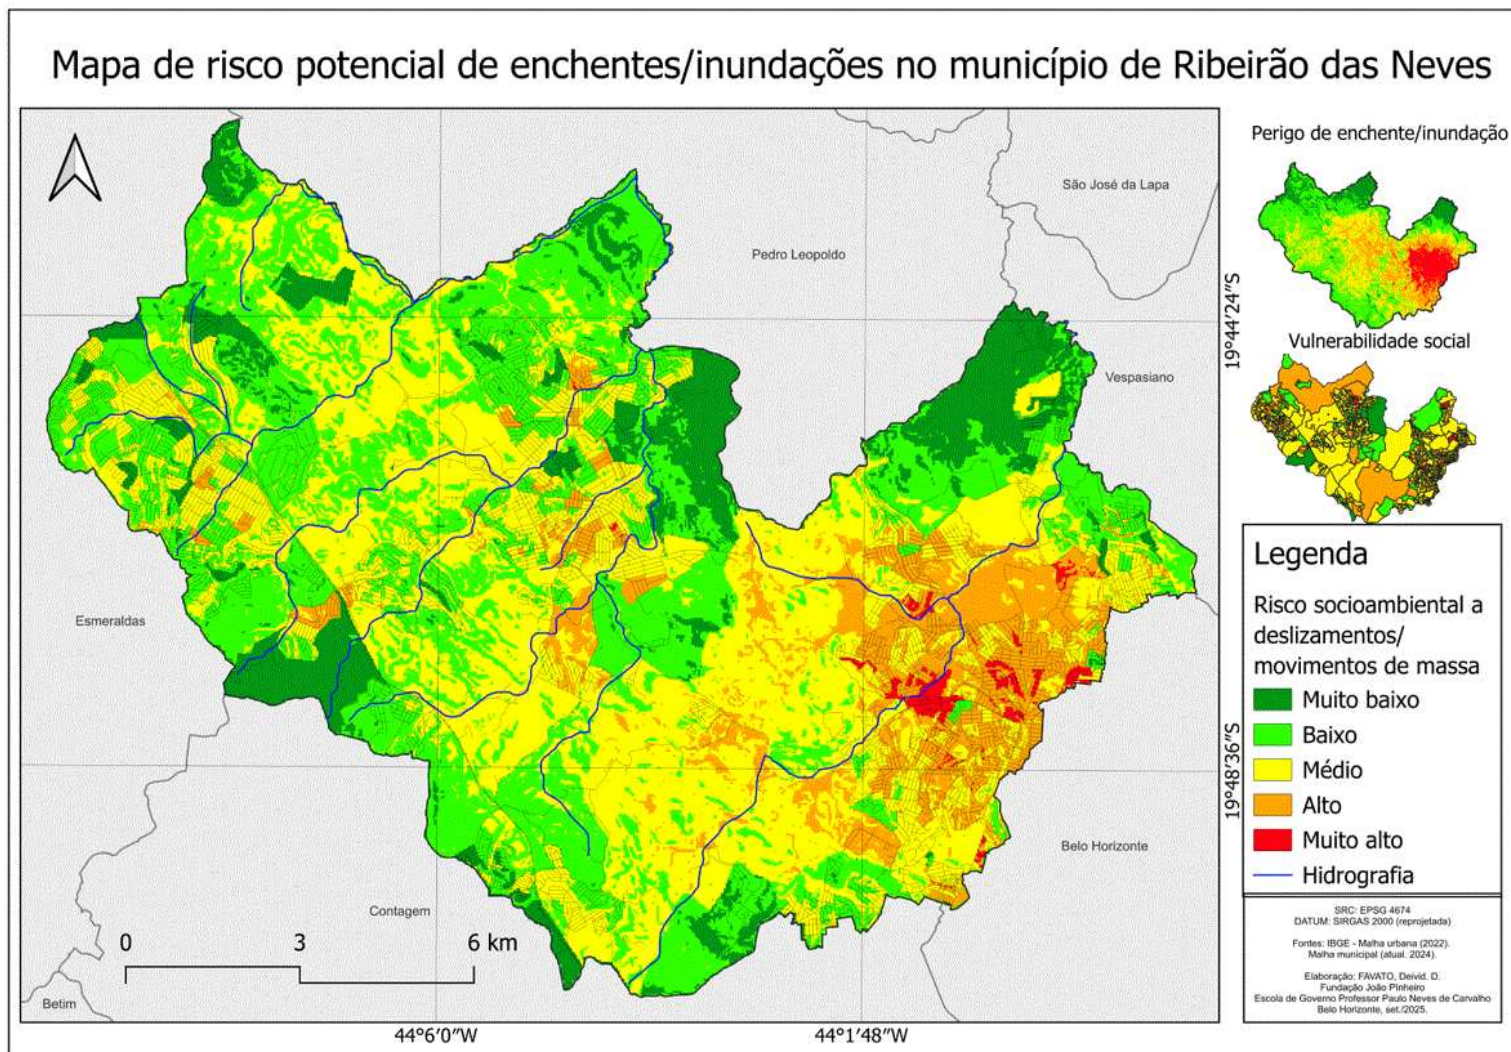 Mapa de risco potencial de enchentes/inundações no município de Ribeirão das Neves
Perigo de enchente/inundação
São José da Lapa
Pedro Leopoldo
19°44'24"S
Vulnerabilidade social
Vespasiano
Legenda
Risco socioambiental a
deslizamentos/
movimentos de massa
Muito baixo
Baixo
Médio
Alto
Muito alto
Hidrografia
Esmeraldas
19°48'36"S
Belo Horizonte
Contagem
0 3 6 km
Betim
44°6'0"W
44°1'48"W
SRC: EPSG 4674
DATUM: SIRGAS 2000 (reprojetada)
Fontes: IBGE - Malha urbana (2022).
Malha municipal (atual. 2024).
Elaboração: FAVATO, Deivid. D.
Fundação João Pinheiro
Escola de Governo Professor Paulo Neves de Carvalho
Belo Horizonte, set./2025.